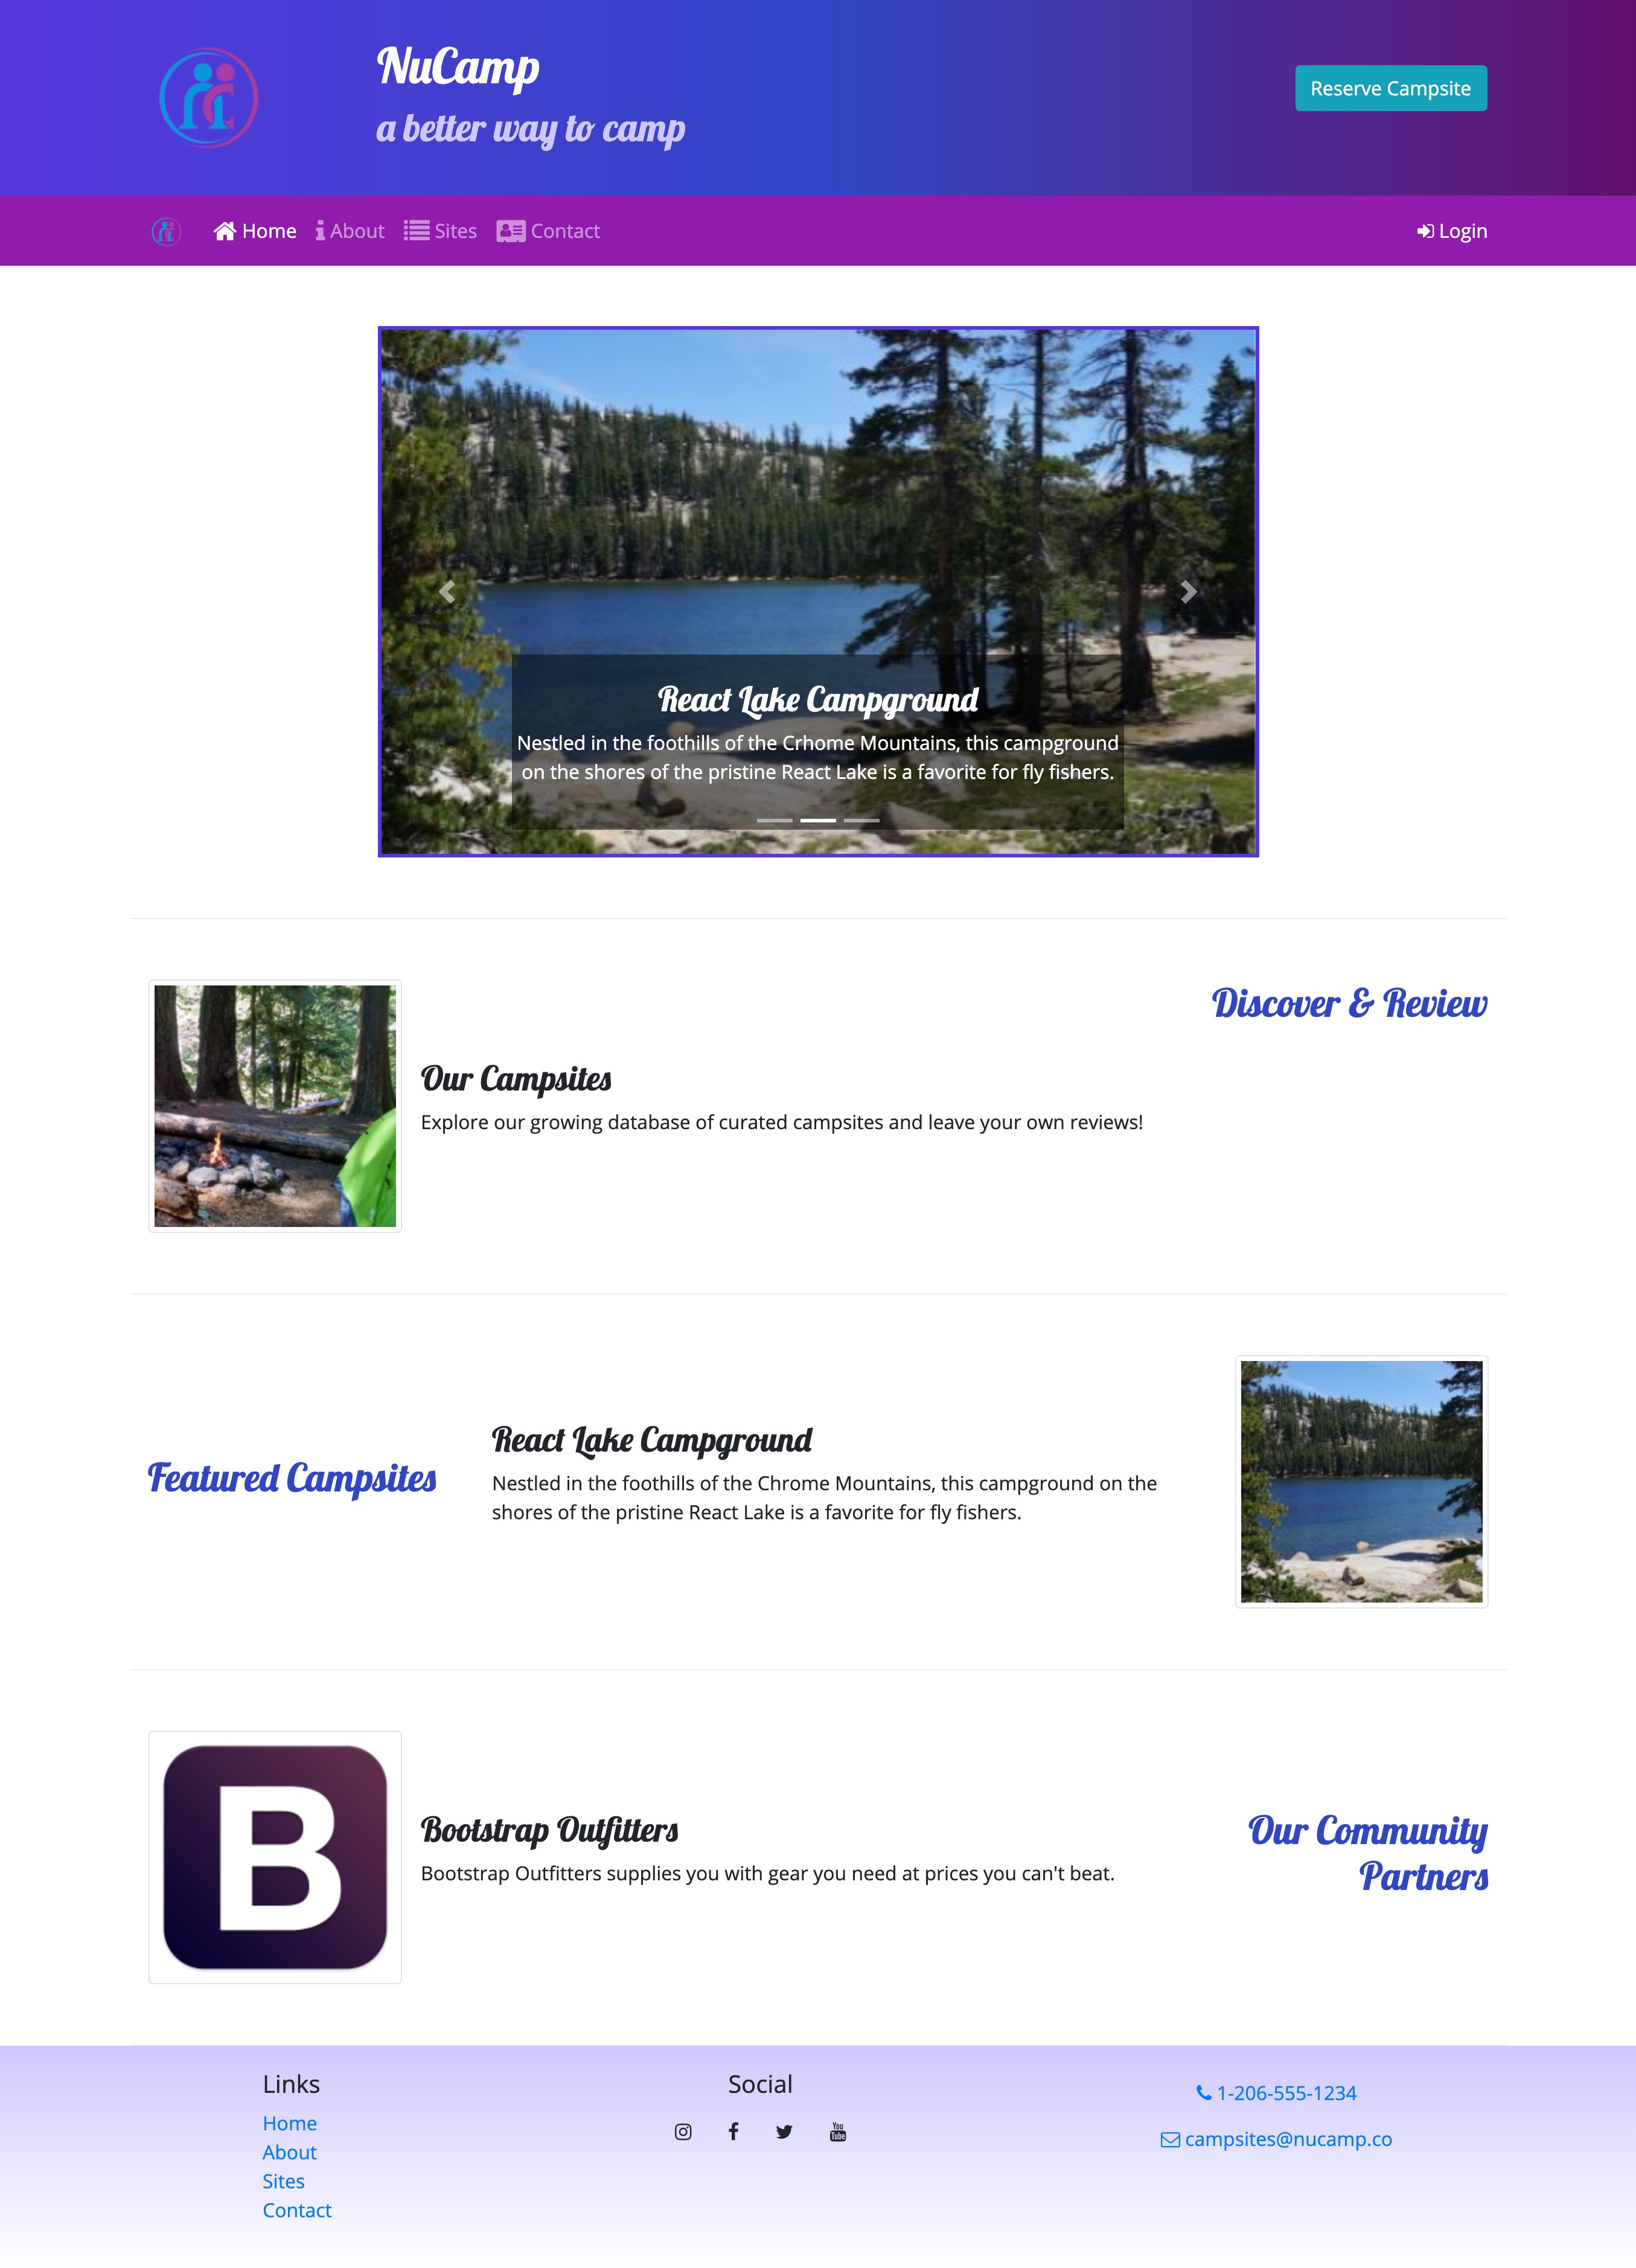 NuCamp
a better way to camp
Reserve Campsite
Home About Sites Contact Login
React Lake Campground
Nestled in the foothills of the Crhome Mountains, this campground
on the shores of the pristine React Lake is a favorite for fly fishers.
Discover & Review
Our Campsites
Explore our growing database of curated campsites and leave your own reviews!
Featured Campsites
React Lake Campground
Nestled in the foothills of the Chrome Mountains, this campground on the
shores of the pristine React Lake is a favorite for fly fishers.
B
Bootstrap Outfitters
Bootstrap Outfitters supplies you with gear you need at prices you can't beat.
Our Community
Partners
Links
Home
About
Sites
Contact
Social
You
Tube
1-206-555-1234
campsites@nucamp.co